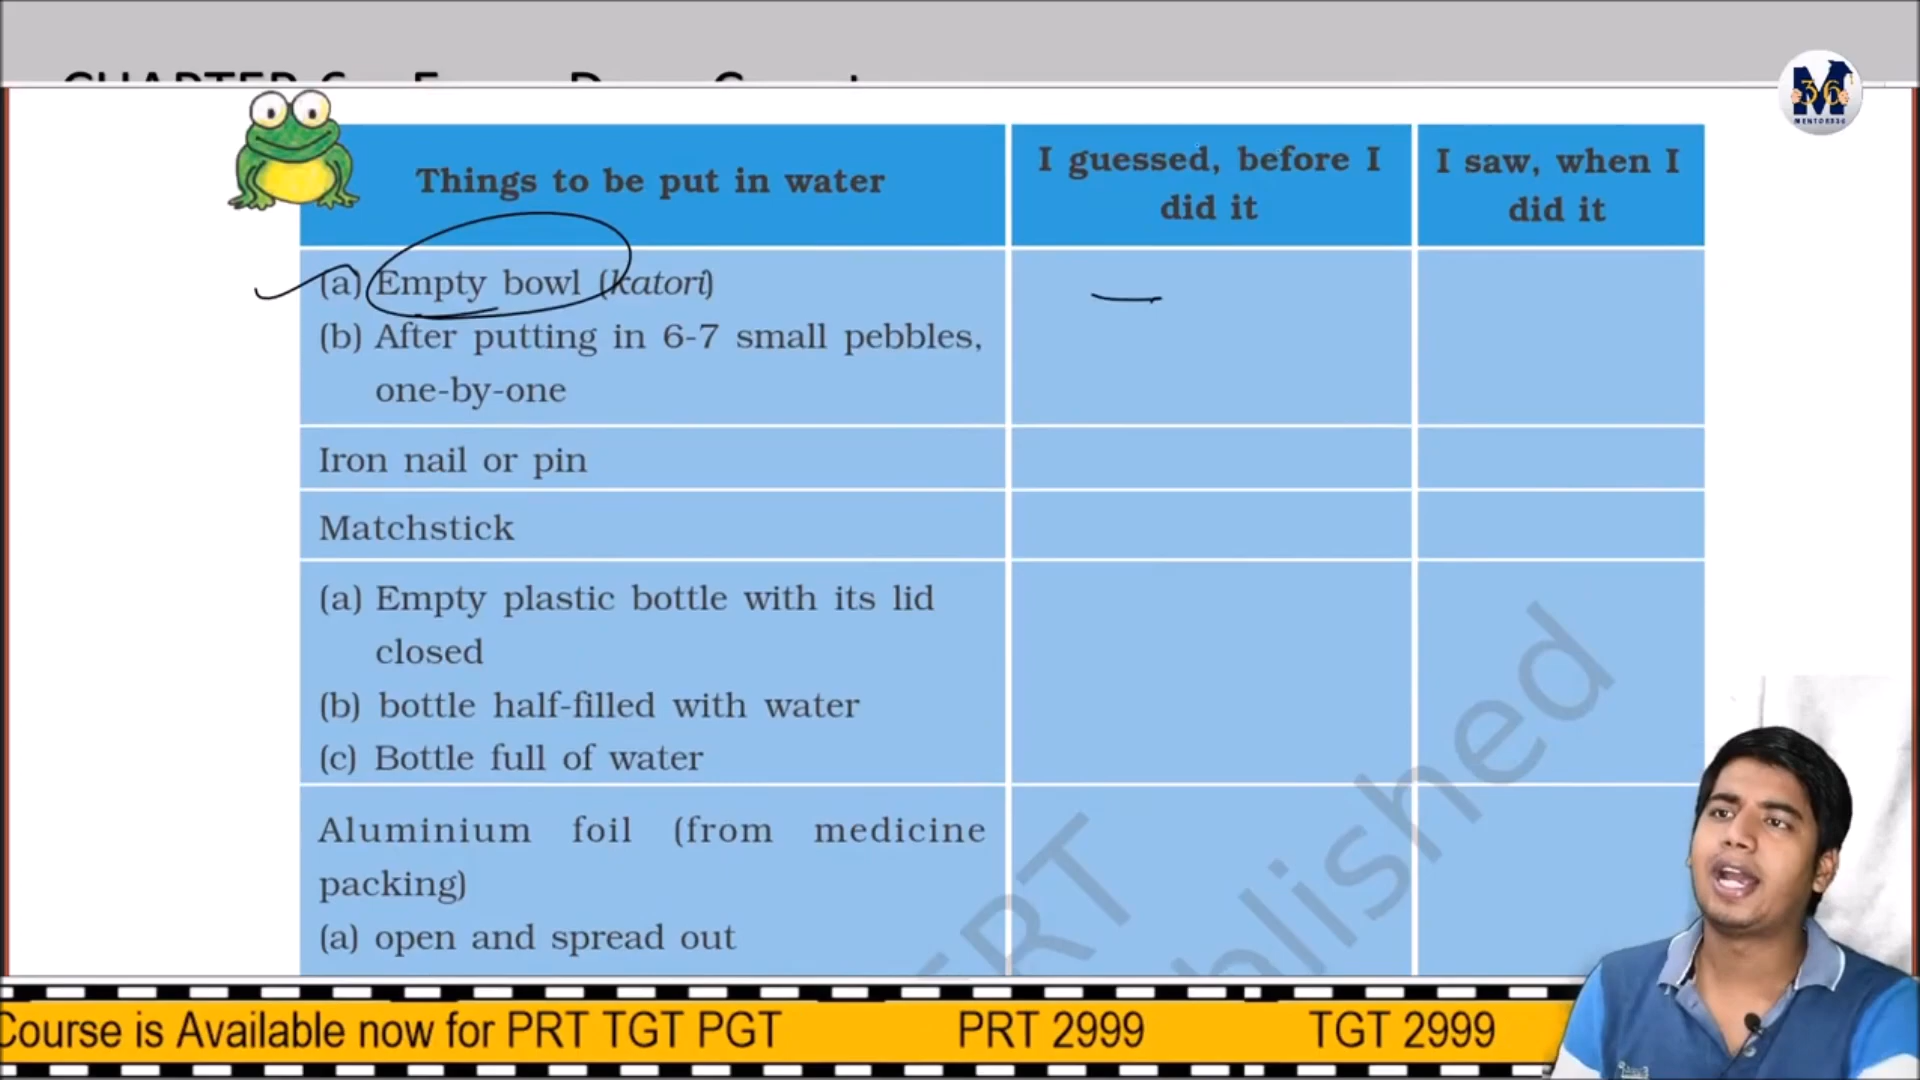 M
36
MENTORS36
Things to be put in water
I guessed, before I
did it
I saw, when I
did it
(a) Empty bowl (katori)
(b) After putting in 6-7 small pebbles,
one-by-one
Iron nail or pin
Matchstick
(a) Empty plastic bottle with its lid
closed
(b) bottle half-filled with water
(c) Bottle full of water
Aluminium foil (from medicine
packing)
(a) open and spread out
blished
Course is Available now for PRT TGT PGT PRT 2999 TGT 2999